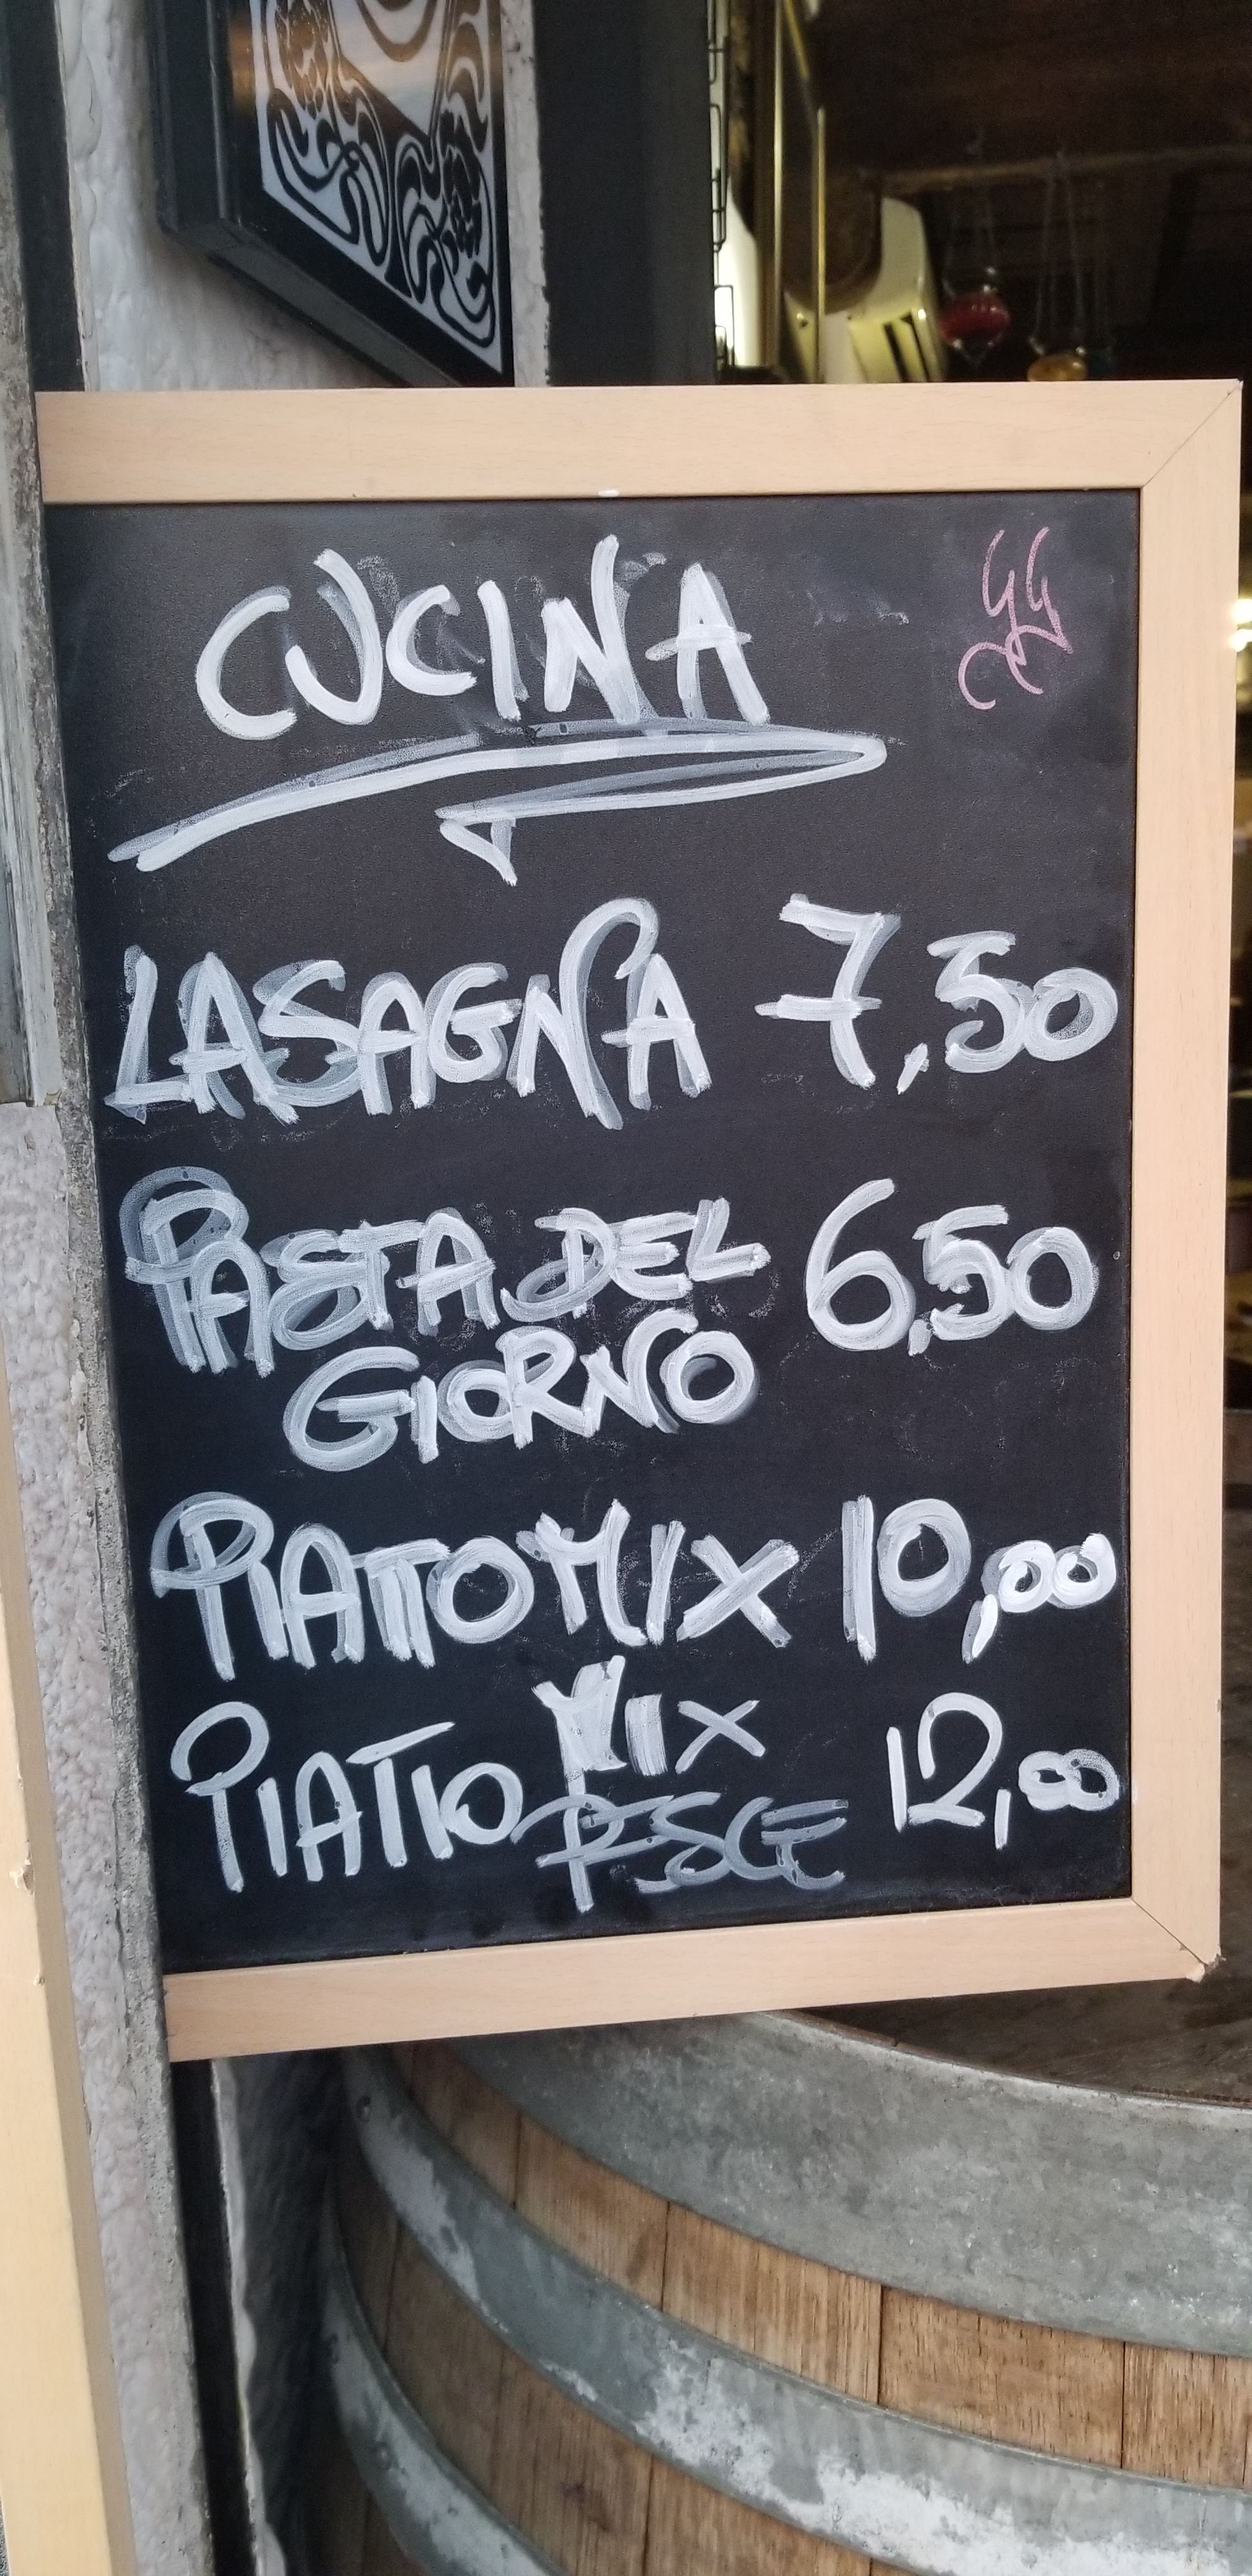 CUCINA
LASAGNA 7,50
PASTA DEL 6,50
GIORNO
PIATTO MIX 10,00
PIATTO MIX 12,00
PESCE